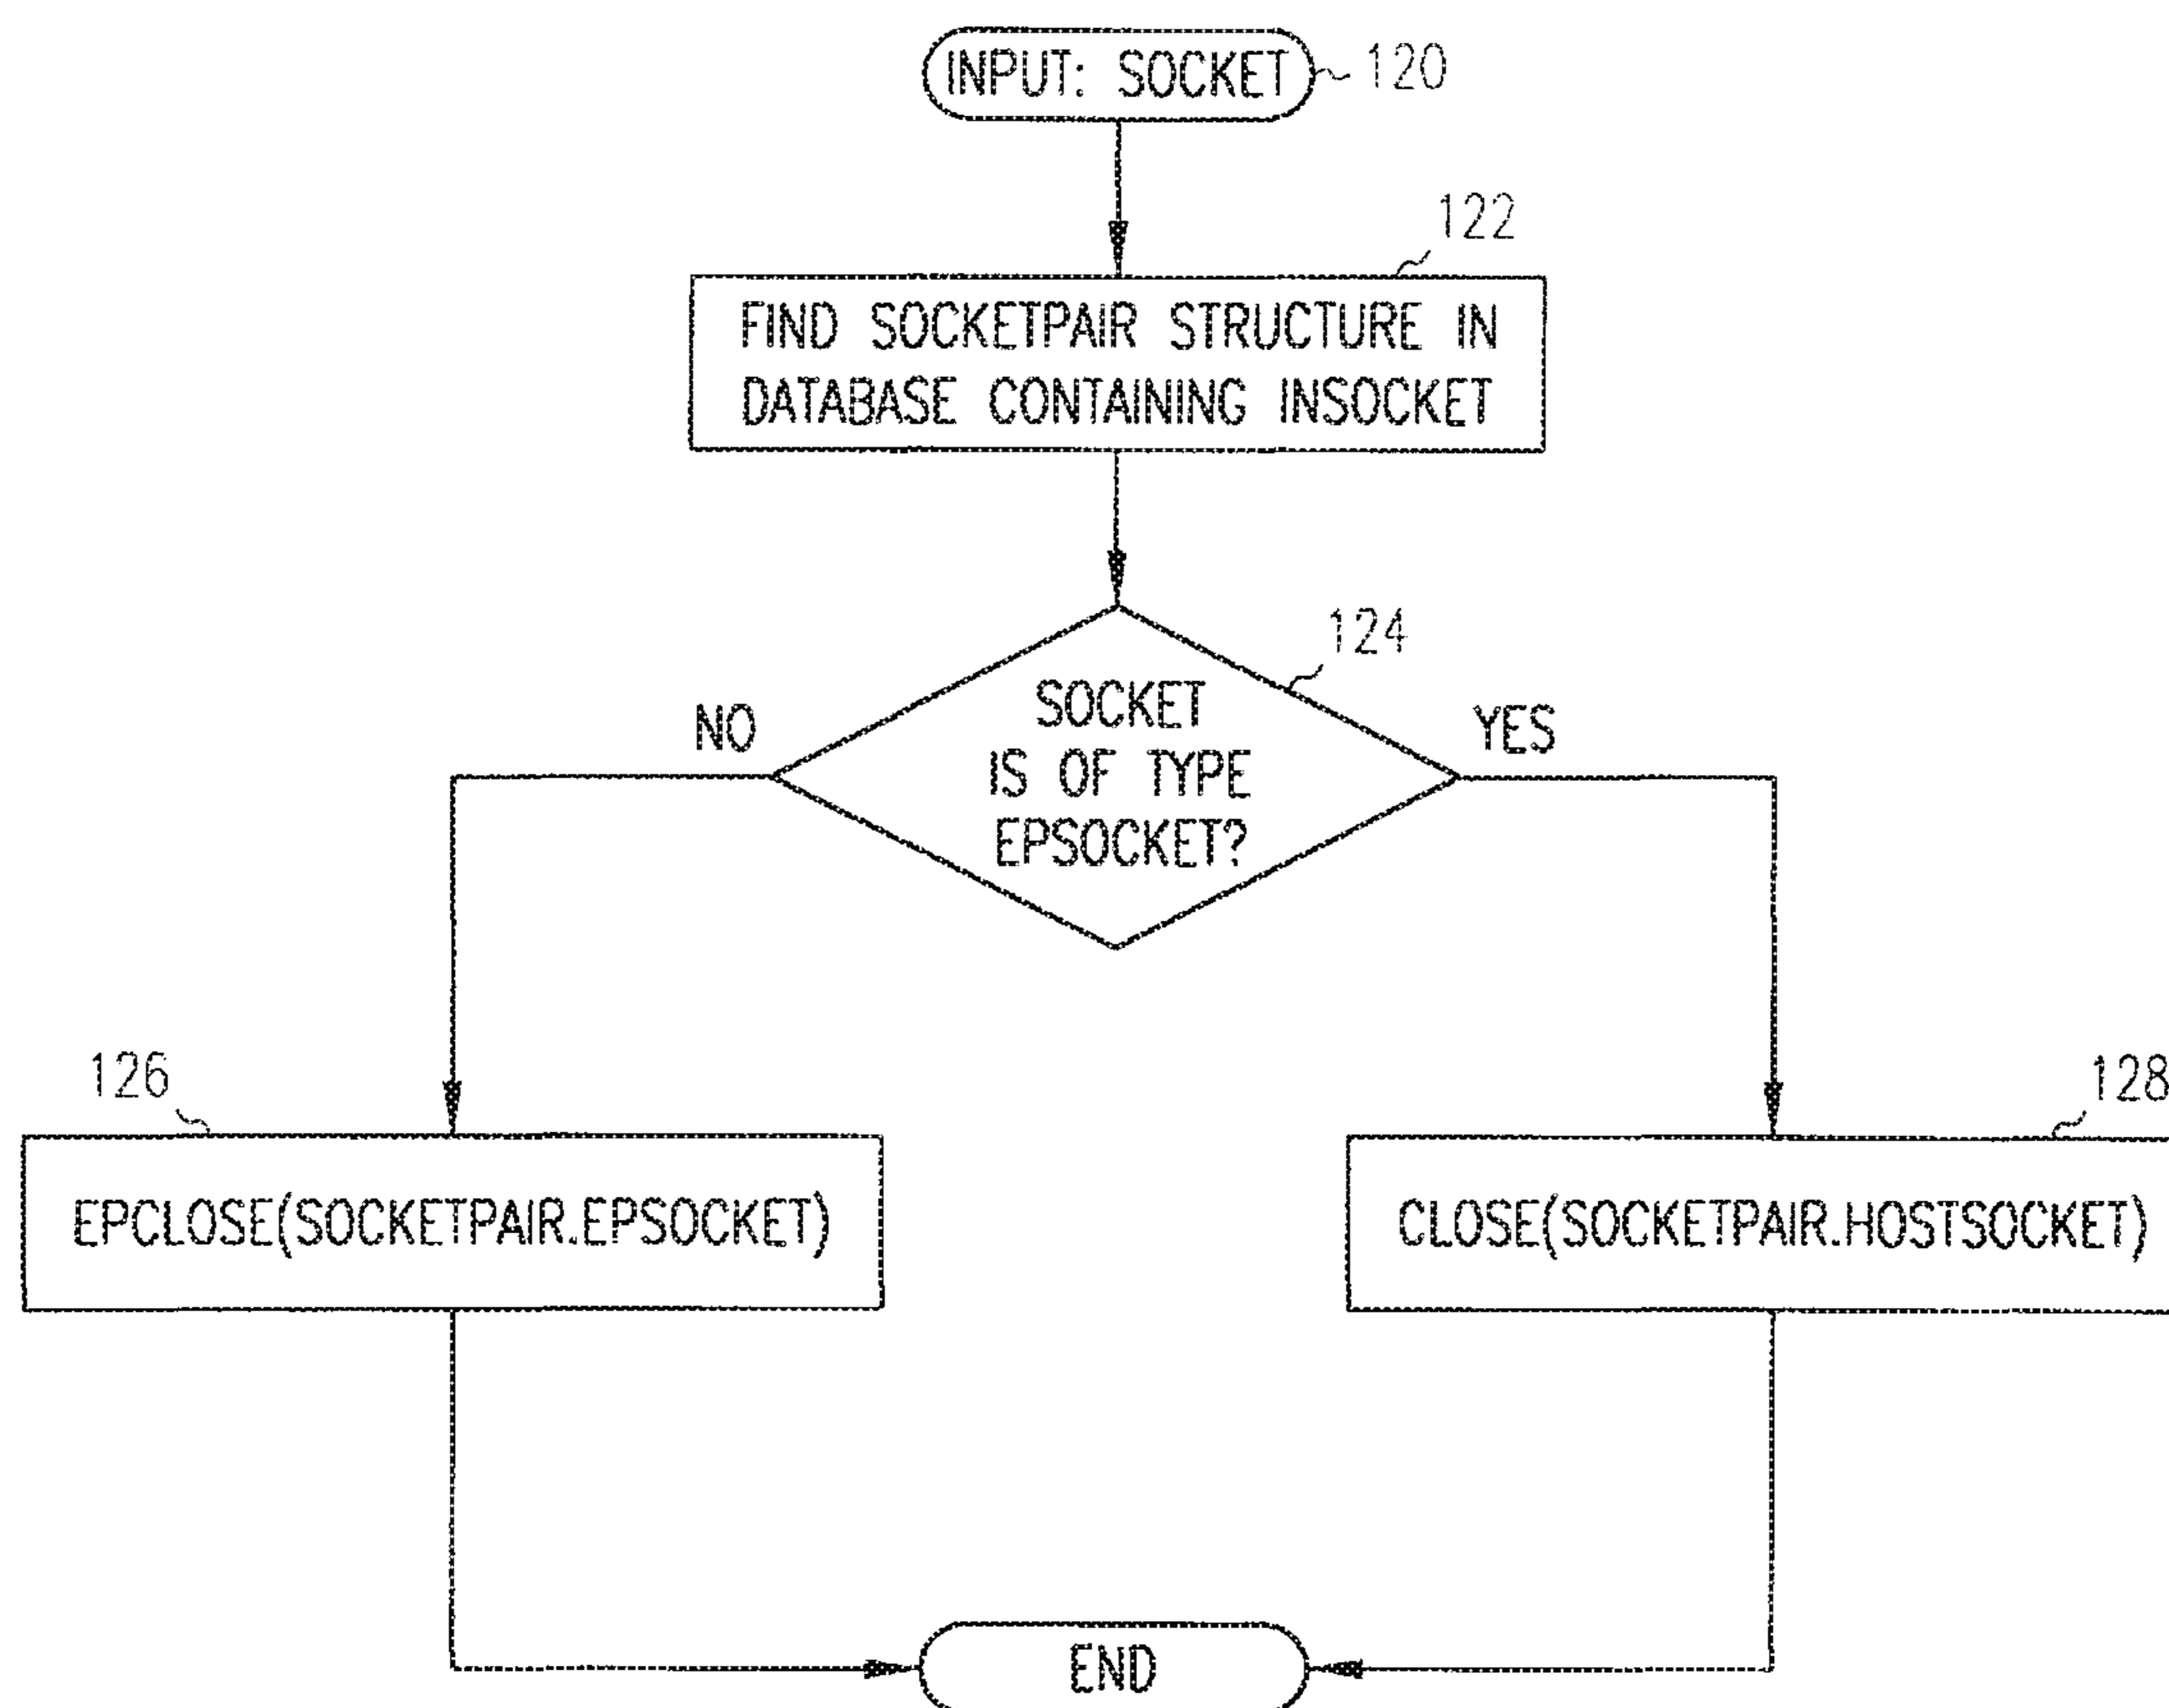 INPUT: SOCKET
120
122
FIND SOCKETPAIR STRUCTURE IN
DATABASE CONTAINING INSOCKET
124
SOCKET
IS OF TYPE
EPSOCKET?
NO
YES
126
EPCLOSE(SOCKETPAIR.EPSOCKET)
128
CLOSE(SOCKETPAIR.HOSTSOCKET)
END